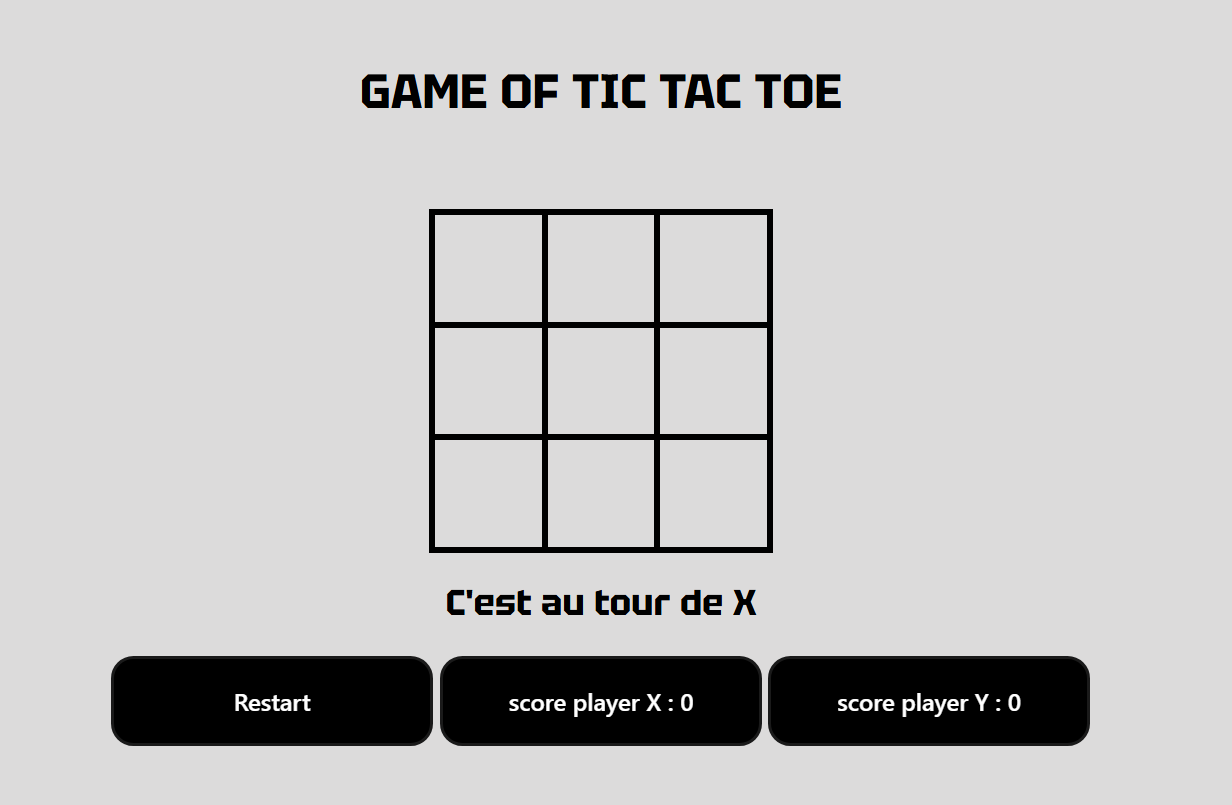 GAME OF TIC TAC TOE
C'est au tour de X
Restart
score player X : 0
score player Y : 0